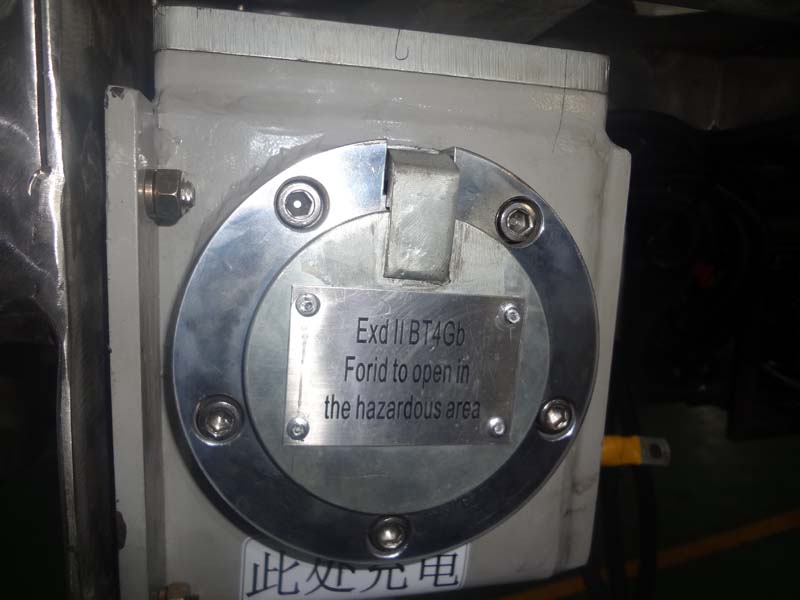 Exd II BT4Gb
Forid to open in
the hazardous area
此处充电